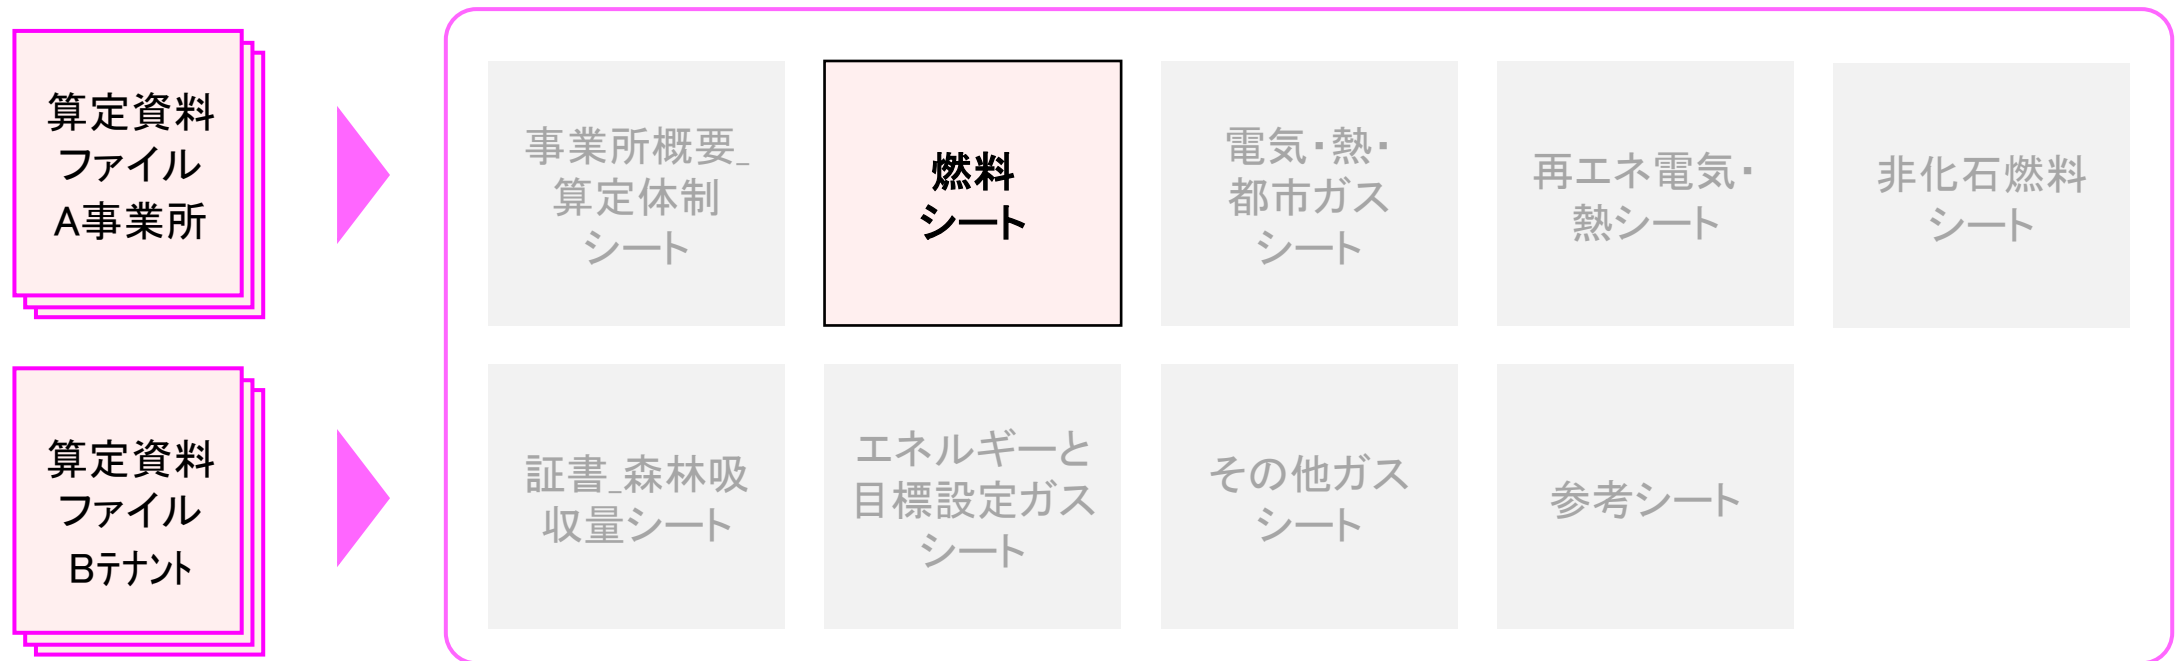 算定資料
ファイル
A事業所
事業所概要_
算定体制
シート
燃料
シート
電気・熱・
都市ガス
シート
再エネ電気・
熱シート
非化石燃料
シート
算定資料
ファイル
Bﾃﾅﾝﾄ
証書_森林吸
収量シート
エネルギーと
目標設定ガス
シート
その他ガス
シート
参考シート